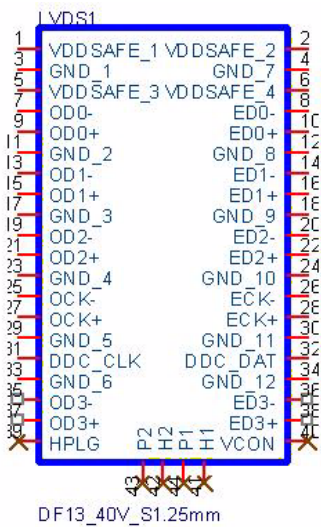 LVDS1
1 VDDSAFE_1 VDDSAFE_2 2
3 GND_1 GND_7 4
5 VDDSAFE_3 VDDSAFE_4 6
7 OD0- ED0- 8
9 OD0+ ED0+ 10
11 GND_2 GND_8 12
13 OD1- ED1- 14
15 OD1+ ED1+ 16
17 GND_3 GND_9 18
19 OD2- ED2- 20
21 OD2+ ED2+ 22
23 GND_4 GND_10 24
25 OCK- ECK- 26
27 OCK+ ECK+ 28
29 GND_5 GND_11 30
31 DDC_CLK DDC_DAT 32
33 GND_6 GND_12 34
35 OD3- ED3- 36
37 OD3+ ED3+ 38
39 HPLG P2 H2 P1 H1 VCON 40
43
DF13_40V_S1.25mm